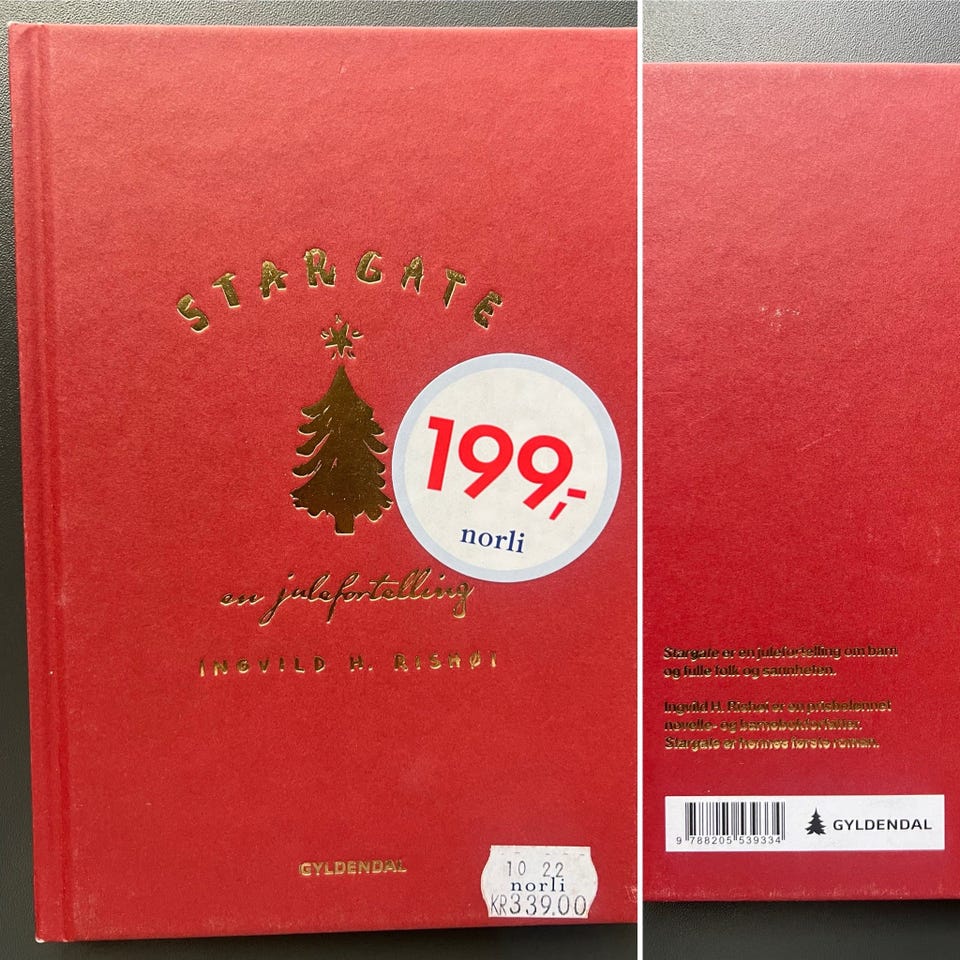 STARGATE
199,-
norli
en julefortelling
INGVILD H. RISHØI
GYLDENDAL
10 22
norli
KR339.00
Stargate er en julefortelling om barn
og fulle folk og sannheten.
Ingvild H. Rishøi er en prisbelønnet
novelle- og barnebokforfatter.
Stargate er hennes første roman.
9 788205 539334
GYLDENDAL